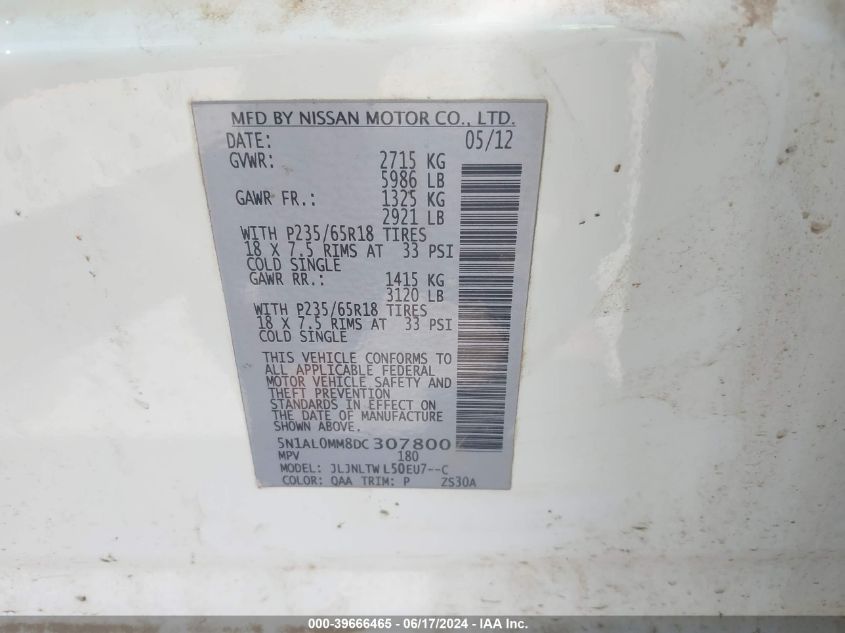 MFD BY NISSAN MOTOR CO., LTD.
DATE: 05/12
GVWR: 2715 KG
5986 LB
GAWR FR.: 1325 KG
2921 LB
WITH P235/65R18 TIRES
18 X 7.5 RIMS AT 33 PSI
COLD SINGLE
GAWR RR.: 1415 KG
3120 LB
WITH P235/65R18 TIRES
18 X 7.5 RIMS AT 33 PSI
COLD SINGLE
THIS VEHICLE CONFORMS TO
ALL APPLICABLE FEDERAL
MOTOR VEHICLE SAFETY AND
THEFT PREVENTION
STANDARDS IN EFFECT ON
THE DATE OF MANUFACTURE
SHOWN ABOVE.
5N1AL0MM8DC307800
MPV 180
MODEL: JLJNLTWL50EU7--C
COLOR: QAA TRIM: P ZS30A
000-39666465 - 06/17/2024 - IAA Inc.